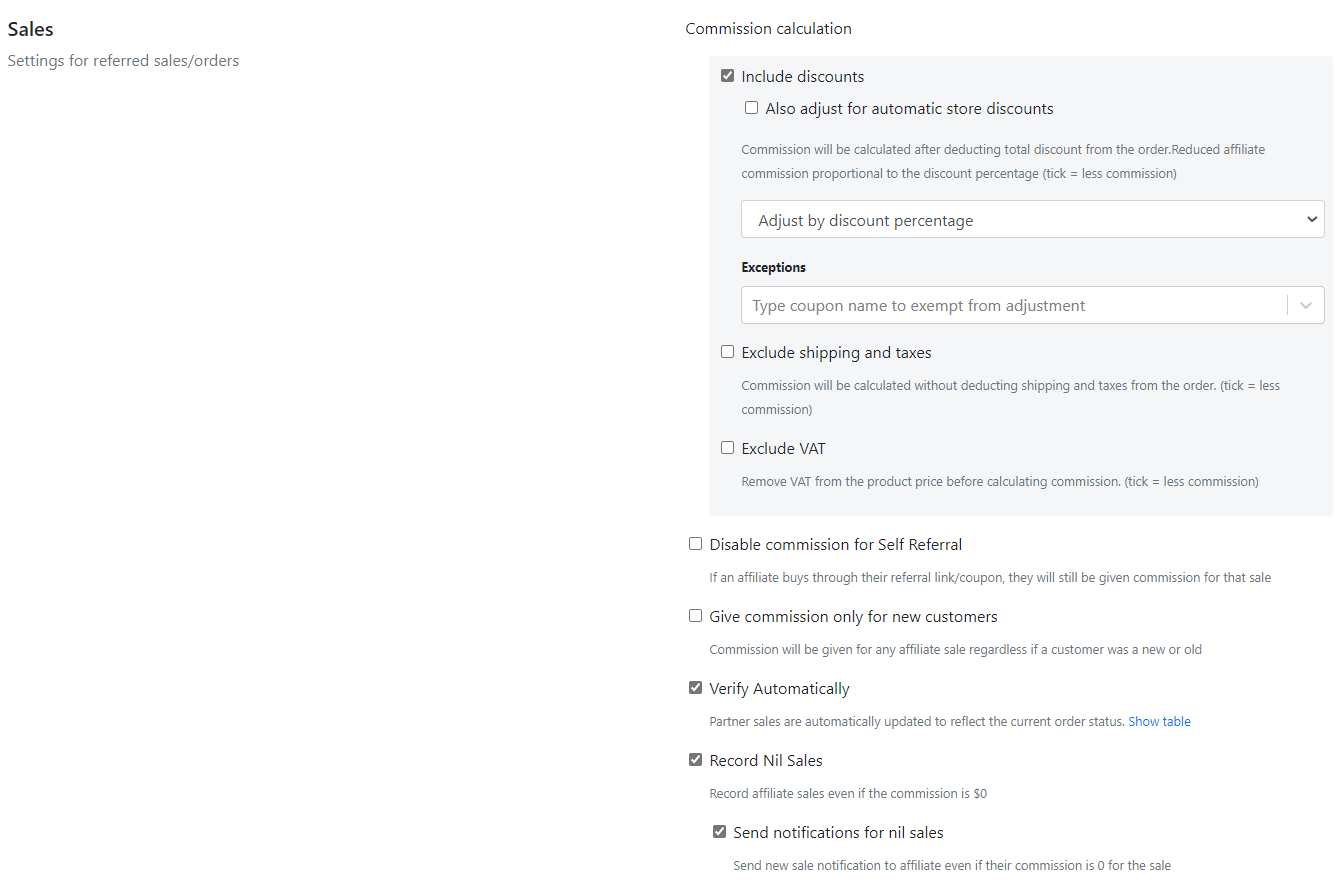 Sales
Settings for referred sales/orders
Commission calculation
Include discounts
Also adjust for automatic store discounts
Commission will be calculated after deducting total discount from the order.Reduced affiliate
commission proportional to the discount percentage (tick = less commission)
Adjust by discount percentage
Exceptions
Type coupon name to exempt from adjustment
Exclude shipping and taxes
Commission will be calculated without deducting shipping and taxes from the order. (tick = less
commission)
Exclude VAT
Remove VAT from the product price before calculating commission. (tick = less commission)
Disable commission for Self Referral
If an affiliate buys through their referral link/coupon, they will still be given commission for that sale
Give commission only for new customers
Commission will be given for any affiliate sale regardless if a customer was a new or old
Verify Automatically
Partner sales are automatically updated to reflect the current order status. Show table
Record Nil Sales
Record affiliate sales even if the commission is $0
Send notifications for nil sales
Send new sale notification to affiliate even if their commission is 0 for the sale